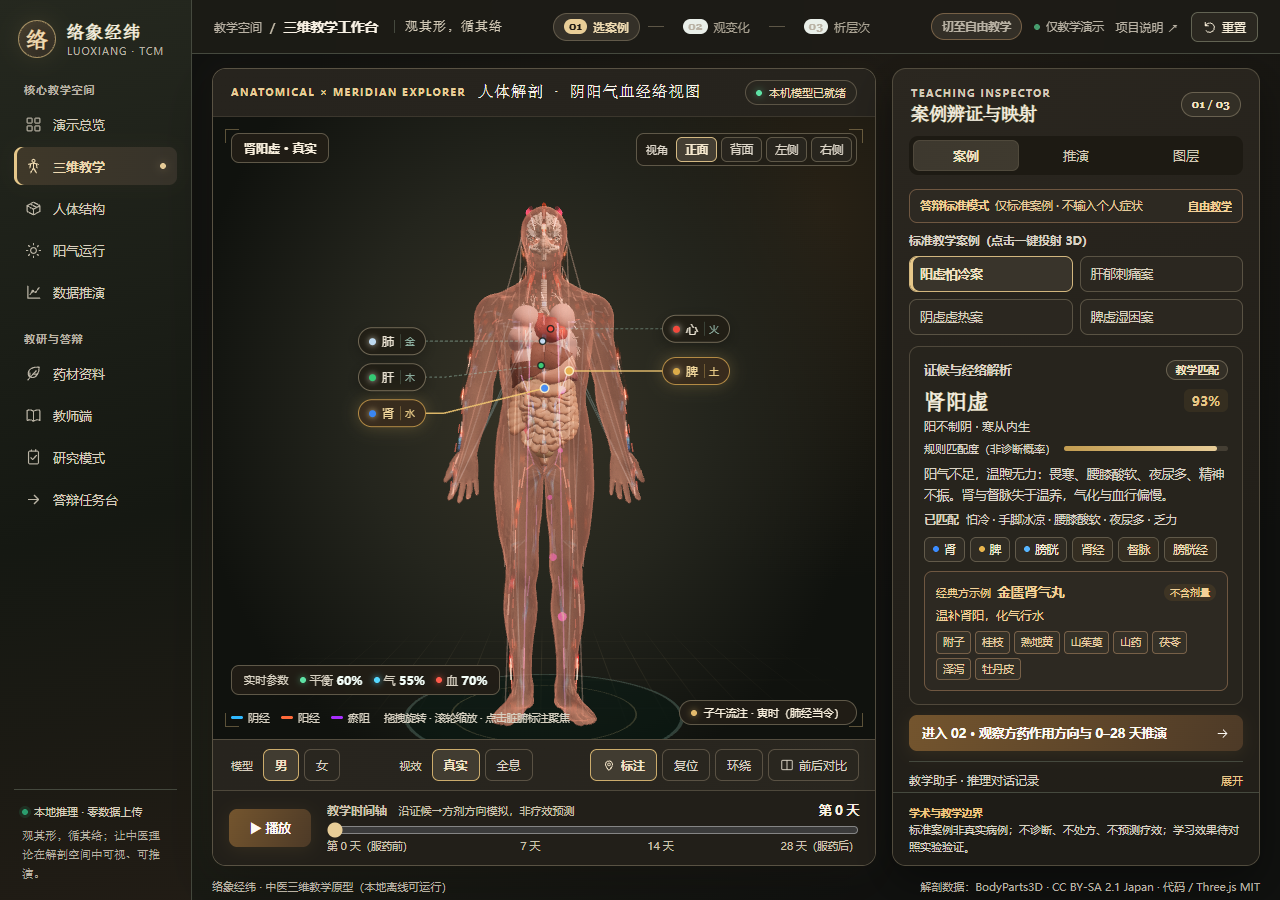 络
络象经纬
LUOXIANG · TCM
核心教学空间
演示总览
三维教学
人体结构
阳气运行
数据推演
教研与答辩
药材资料
教师端
研究模式
答辩任务台
本地推理 · 零数据上传
观其形，循其络；让中医理
论在解剖空间中可视、可推
演。
教学空间 / 三维教学工作台
观其形，循其络
01 选案例
02 观变化
03 析层次
切至自由教学
仅教学演示
项目说明 ↗
重置
ANATOMICAL × MERIDIAN EXPLORER 人体解剖 · 阴阳气血经络视图
本机模型已就绪
肾阳虚 • 真实
视角 正面 背面 左侧 右侧
肺 金
肝 木
肾 水
心 火
脾 土
实时参数 平衡 60% 气 55% 血 70%
阴经 阳经 瘀阻 拖拽旋转 · 滚轮缩放 · 点击脏腑标注聚焦
子午流注 · 寅时（肺经当令）
模型 男 女
视效 真实 全息
标注 复位 环绕 前后对比
▶ 播放
教学时间轴 沿证候→方剂方向模拟，非疗效预测
第 0 天
第 0 天（服药前） 7 天 14 天 28 天（服药后）
络象经纬 · 中医三维教学原型（本地离线可运行）
TEACHING INSPECTOR
案例辨证与映射
01 / 03
案例 推演 图层
答辩标准模式 仅标准案例 · 不输入个人症状 自由教学
标准教学案例（点击一键投射 3D）
阳虚怕冷案
肝郁刺痛案
阴虚虚热案
脾虚湿困案
证候与经络解析
教学匹配
肾阳虚
93%
阳不制阴 · 寒从内生
规则匹配度（非诊断概率）
阳气不足，温煦无力：畏寒、腰膝酸软、夜尿多、精神
不振。肾与督脉失于温养，气化与血行偏慢。
已匹配 怕冷 · 手脚冰凉 · 腰膝酸软 · 夜尿多 · 乏力
肾 脾 膀胱 肾经 督脉 膀胱经
经典方示例 金匮肾气丸
不含剂量
温补肾阳，化气行水
附子 桂枝 熟地黄 山茱萸 山药 茯苓
泽泻 牡丹皮
进入 02 • 观察方药作用方向与 0–28 天推演 →
教学助手 · 推理对话记录
展开
学术与教学边界
标准案例非真实病例；不诊断、不处方、不预测疗效；学习效果待对
照实验验证。
解剖数据：BodyParts3D · CC BY-SA 2.1 Japan · 代码 / Three.js MIT